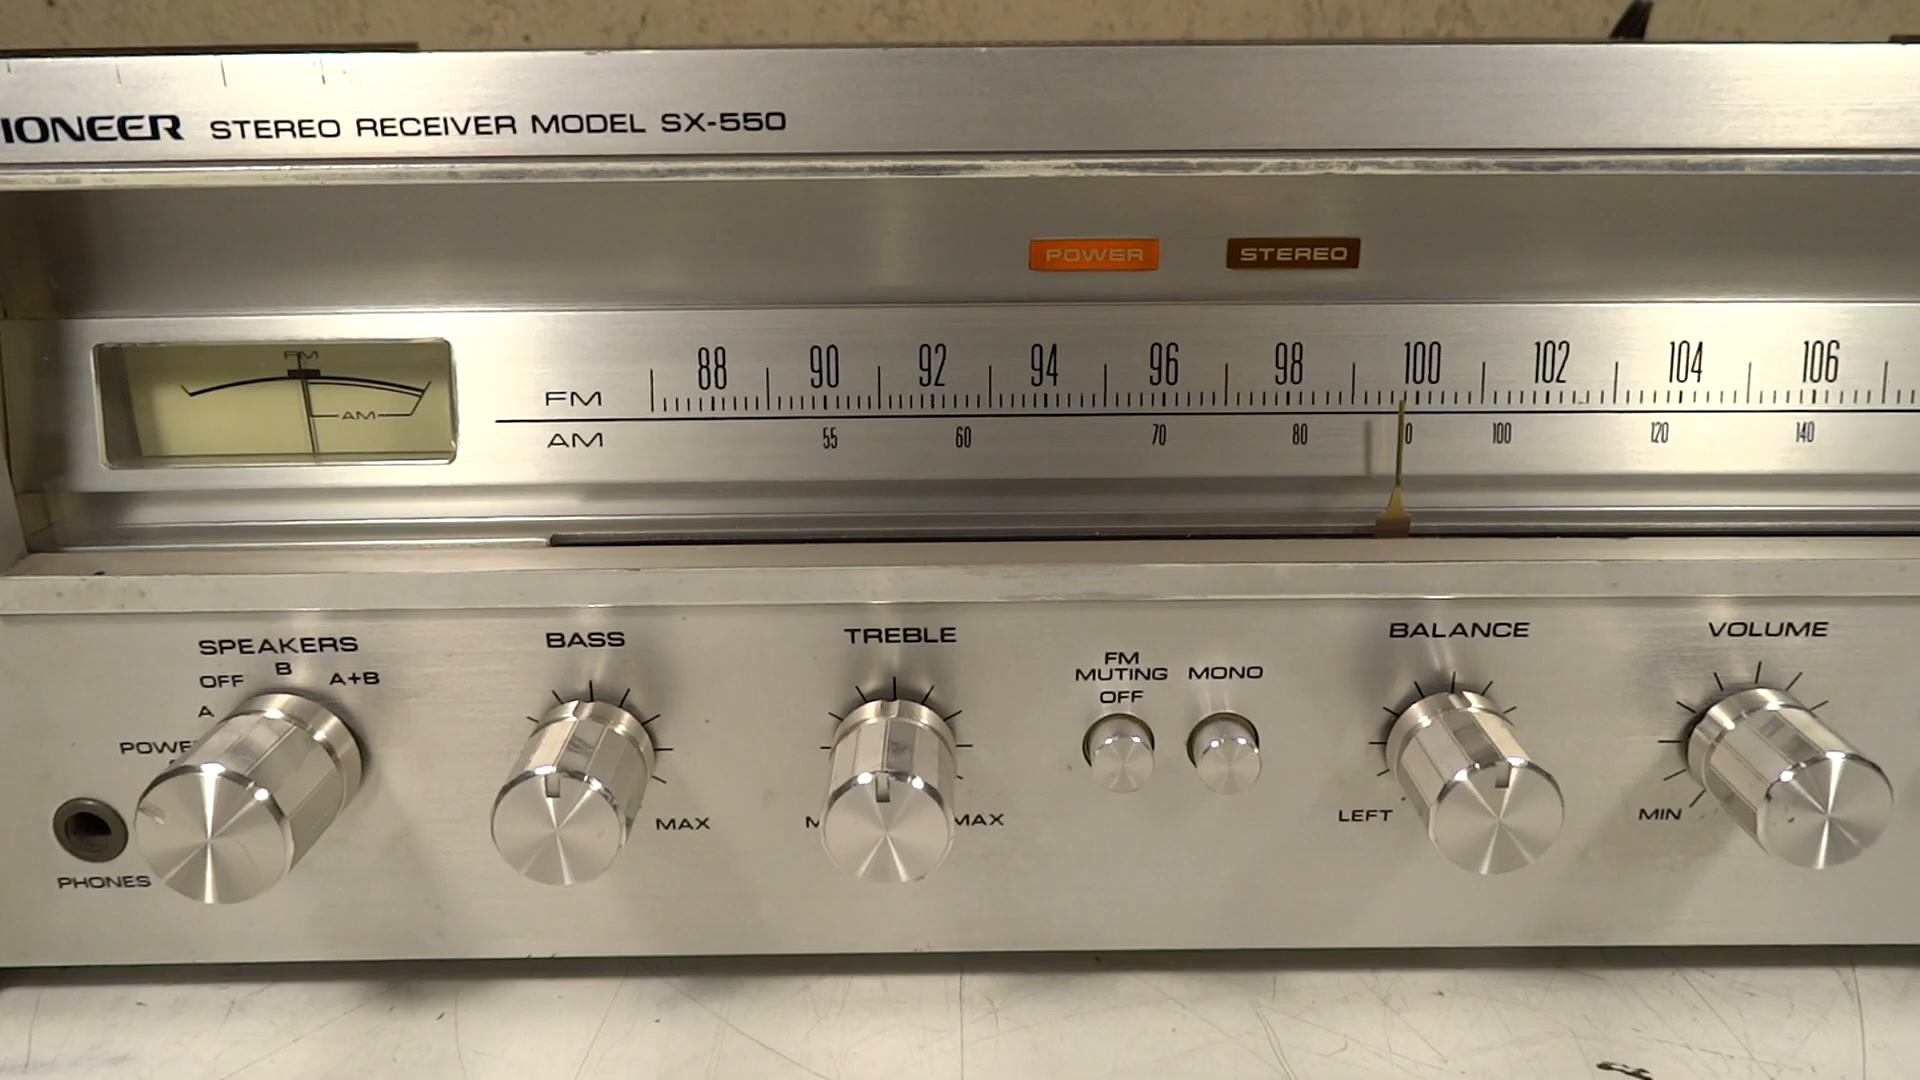 IONEER STEREO RECEIVER MODEL SX-550
POWER STEREO
FM
AM
FM 88 90 92 94 96 98 100 102 104 106
AM 55 60 70 80 0 100 120 140
SPEAKERS
OFF B A+B
A
POWE
PHONES
BASS
MAX
TREBLE
M MAX
FM
MUTING
OFF
MONO
BALANCE
LEFT
VOLUME
MIN